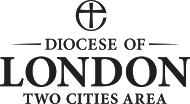 DIOCESE OF
LONDON
TWO CITIES AREA